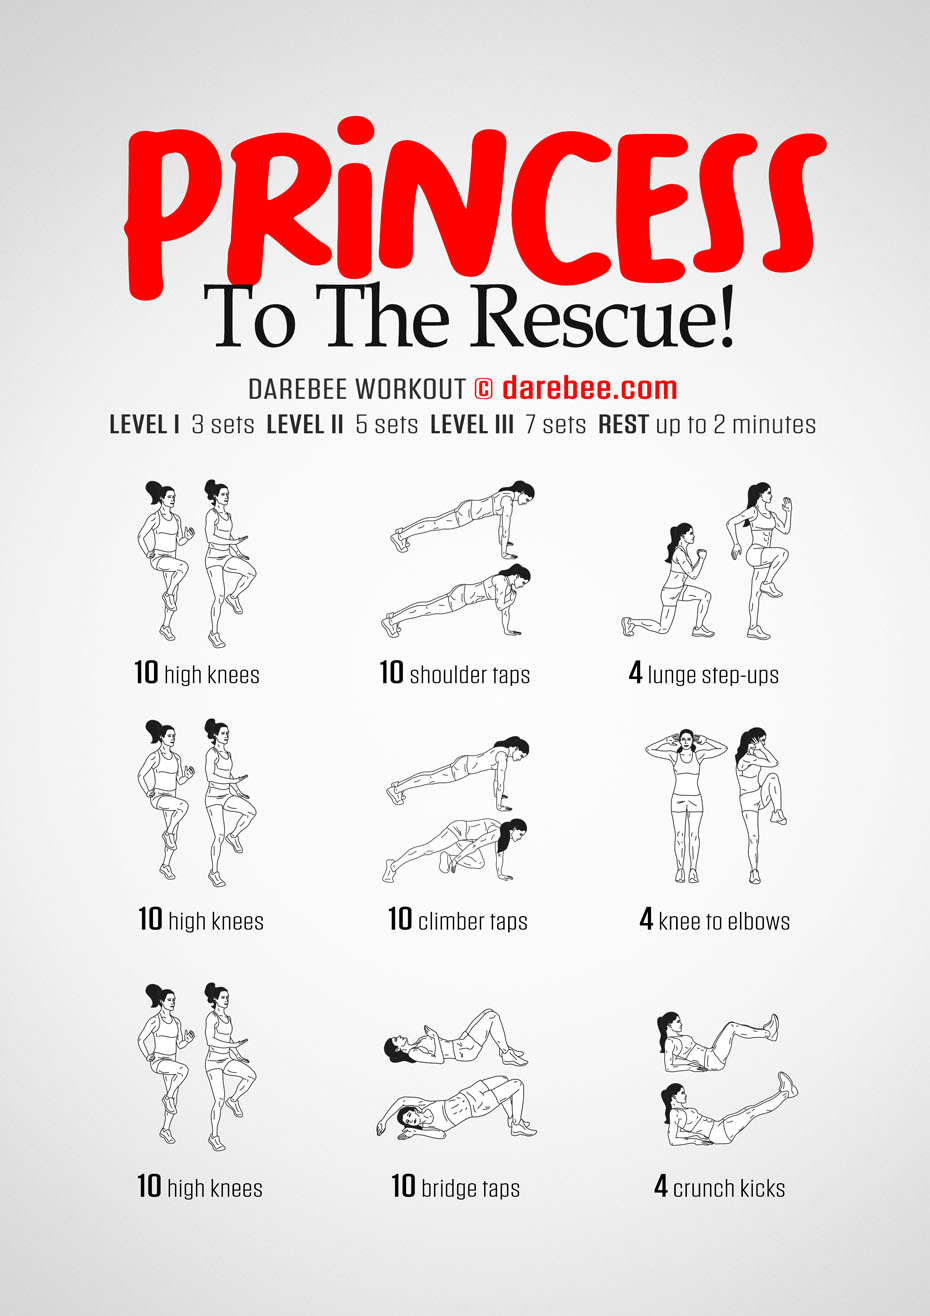 PRiNCESS
To The Rescue!
DAREBEE WORKOUT © darebee.com
LEVEL I 3 sets LEVEL II 5 sets LEVEL III 7 sets REST up to 2 minutes
10 high knees
10 shoulder taps
4 lunge step-ups
10 high knees
10 climber taps
4 knee to elbows
10 high knees
10 bridge taps
4 crunch kicks